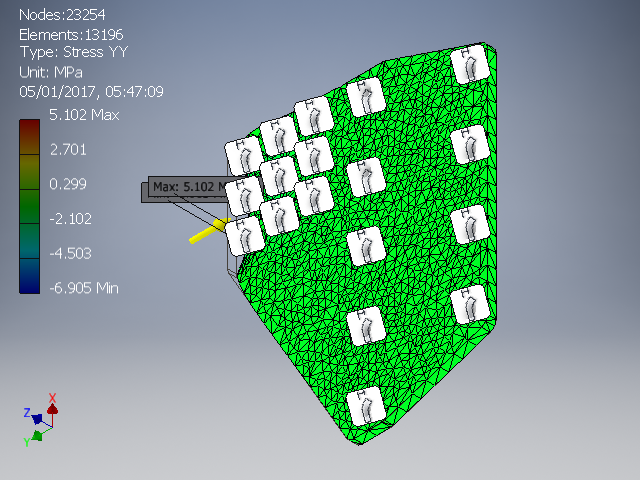 Nodes:23254
Elements:13196
Type: Stress YY
Unit: MPa
05/01/2017, 05:47:09
5.102 Max
2.701
0.299
-2.102
-4.503
-6.905 Min
Max: 5.102 M
X
Z
Y